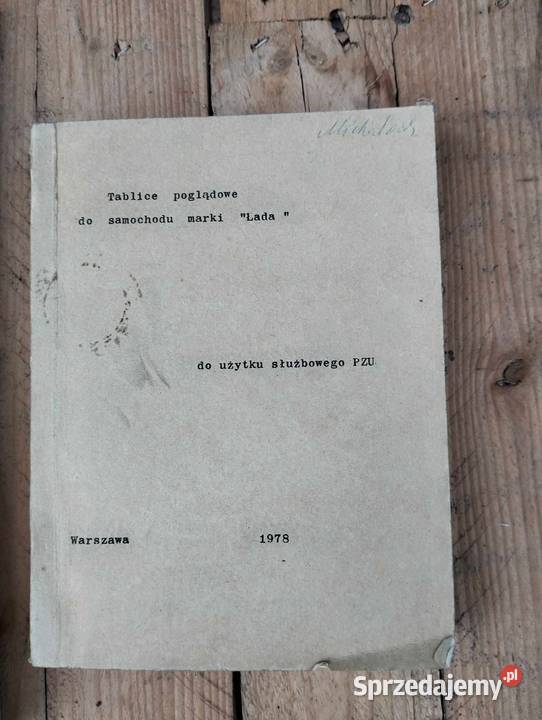 Tablice poglądowe
do samochodu marki "Łada "
do użytku służbowego PZU
Warszawa 1978
Sprzedajemy.pl